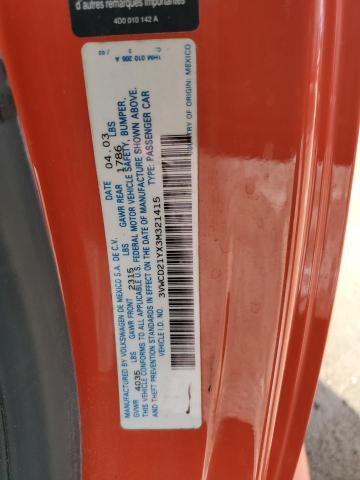 d'autres remarques importantes
4D0 010 142 A
1HM 010 205 A
MANUFACTURED BY VOLKSWAGEN DE MEXICO S.A. DE C.V. DATE 04.03
GVWR 4035 LBS GAWR FRONT 2315 LBS GAWR REAR 1786 LBS
THIS VEHICLE CONFORMS TO ALL APPLICABLE U.S. FEDERAL MOTOR VEHICLE SAFETY, BUMPER,
PREVENTION STANDARDS IN EFFECT ON THE DATE OF MANUFACTURE SHOWN ABOVE.
VEHICLE I.D. NO. 3VWCD21YX3M321415 TYPE: PASSENGER CAR
COUNTRY OF ORIGIN: MEXICO